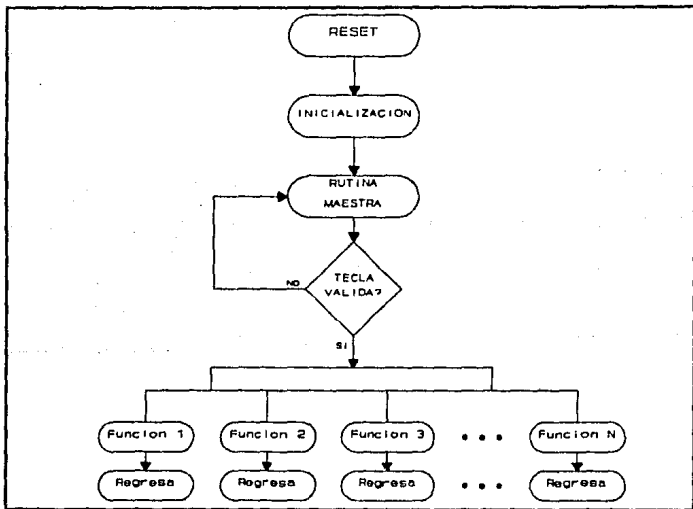 RESET
INICIALIZACION
RUTINA
MAESTRA
TECLA
VALIDA?
NO
SI
Funcion 1
Funcion 2
Funcion 3
...
Funcion N
Regresa
Regresa
Regresa
...
Regresa